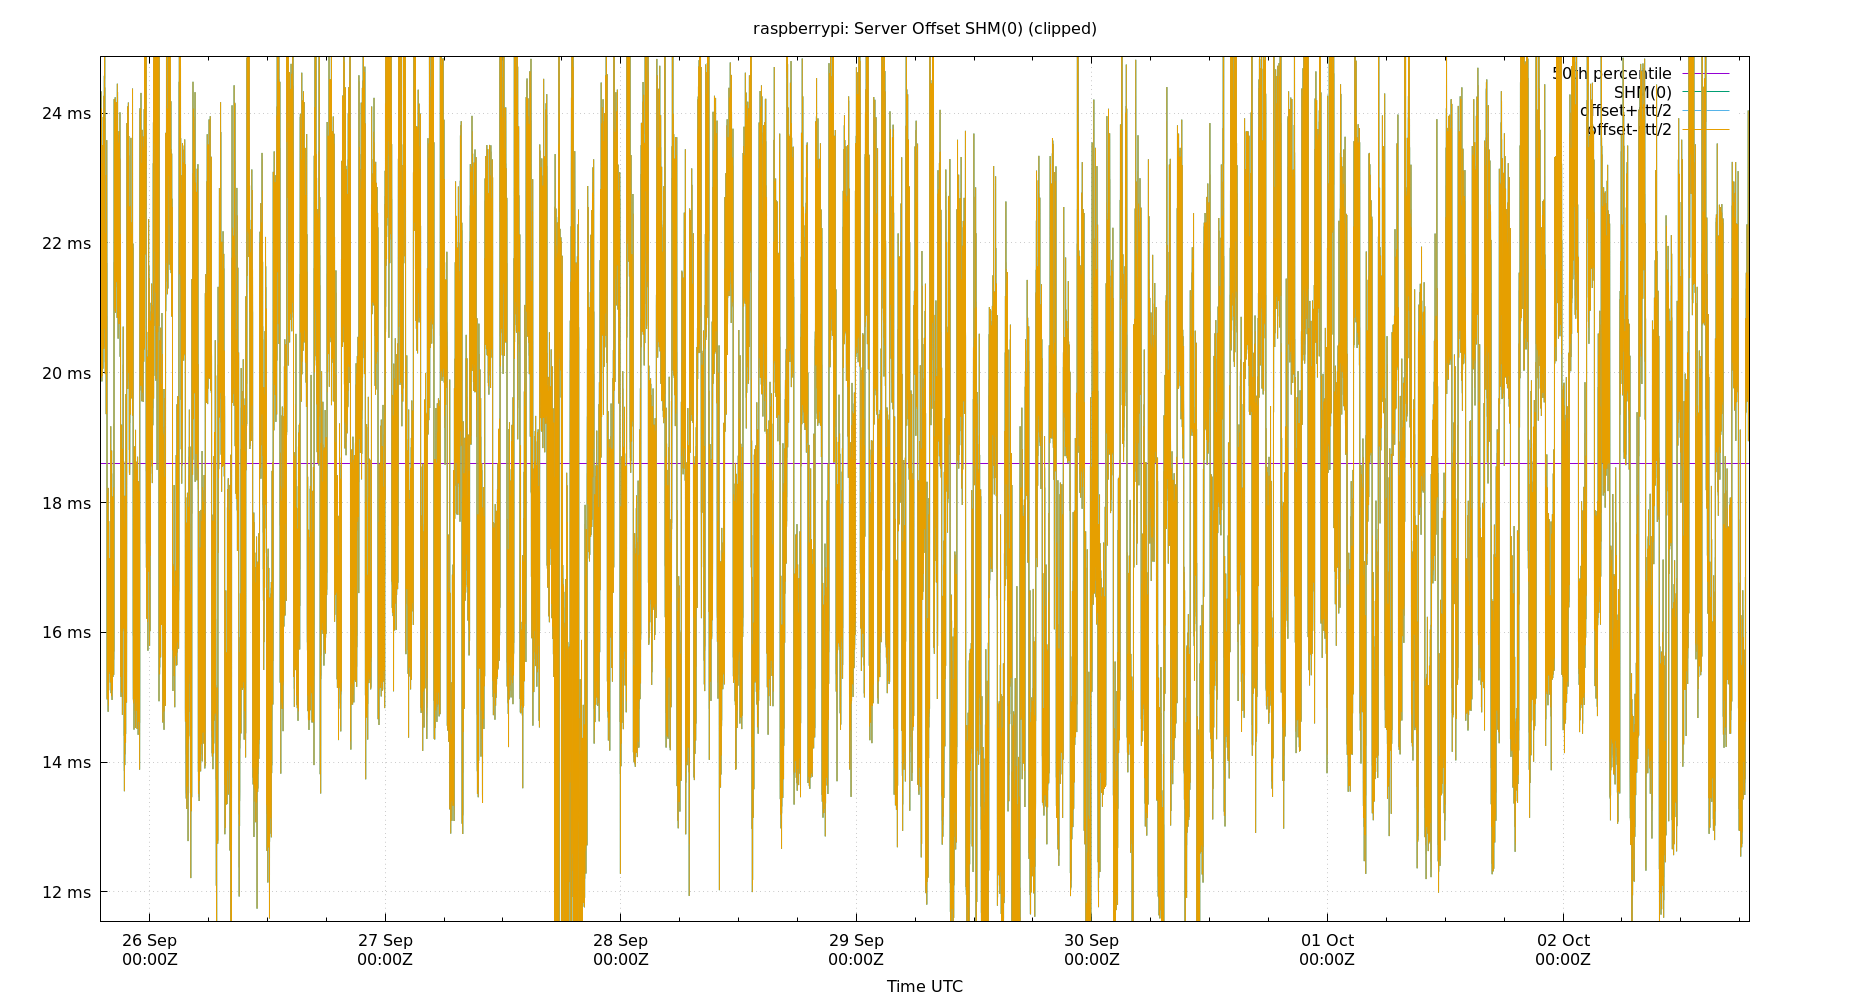 raspberrypi: Server Offset SHM(0) (clipped)
50th percentile
SHM(0)
offset+rtt/2
offset-rtt/2
24 ms
22 ms
20 ms
18 ms
16 ms
14 ms
12 ms
26 Sep 27 Sep 28 Sep 29 Sep 30 Sep 01 Oct 02 Oct
00:00Z 00:00Z 00:00Z 00:00Z 00:00Z 00:00Z 00:00Z
Time UTC